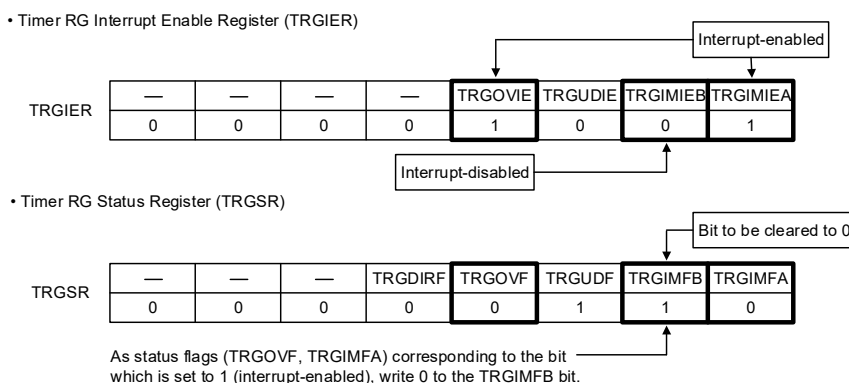 • Timer RG Interrupt Enable Register (TRGIER)
Interrupt-enabled
TRGIER
— — — — TRGOVIE TRGUDIE TRGIMIEB TRGIMIEA
0 0 0 0 1 0 0 1
Interrupt-disabled
• Timer RG Status Register (TRGSR)
Bit to be cleared to 0
TRGSR
— — — TRGDIRF TRGOVF TRGUDF TRGIMFB TRGIMFA
0 0 0 0 0 1 1 0
As status flags (TRGOVF, TRGIMFA) corresponding to the bit
which is set to 1 (interrupt-enabled), write 0 to the TRGIMFB bit.